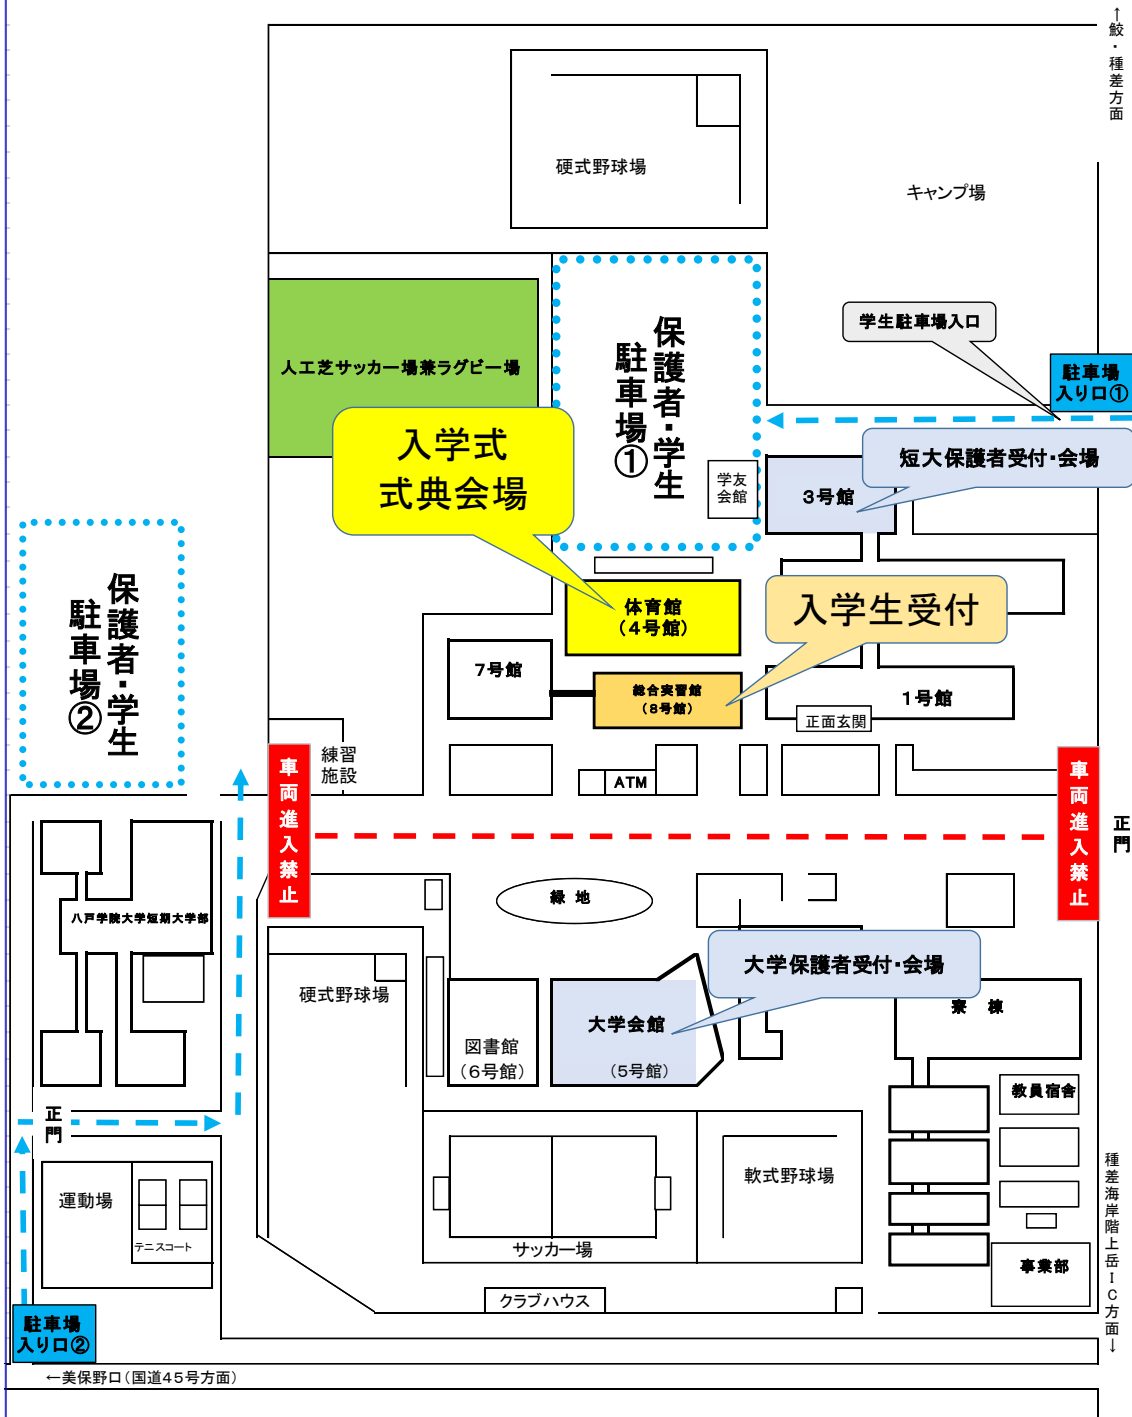 ↑鮫・種差方面
硬式野球場
キャンプ場
学生駐車場入口
駐車場
入り口①
人工芝サッカー場兼ラグビー場
保護者・学生
駐車場①
入学式
式典会場
短大保護者受付・会場
学友
会館
3号館
保護者・学生
駐車場②
体育館
(4号館)
入学生受付
7号館
総合実習館
(8号館)
1号館
正面玄関
練習
施設
ATM
車両進入禁止
車両進入禁止
正門
緑 地
八戸学院大学短期大学部
大学保護者受付・会場
硬式野球場
大学会館
(5号館)
図書館
(6号館)
寮 棟
教員宿舎
正門
運動場
テニスコート
サッカー場
軟式野球場
種差海岸階上岳IC方面→
事業部
クラブハウス
駐車場
入り口②
←美保野口(国道45号方面)